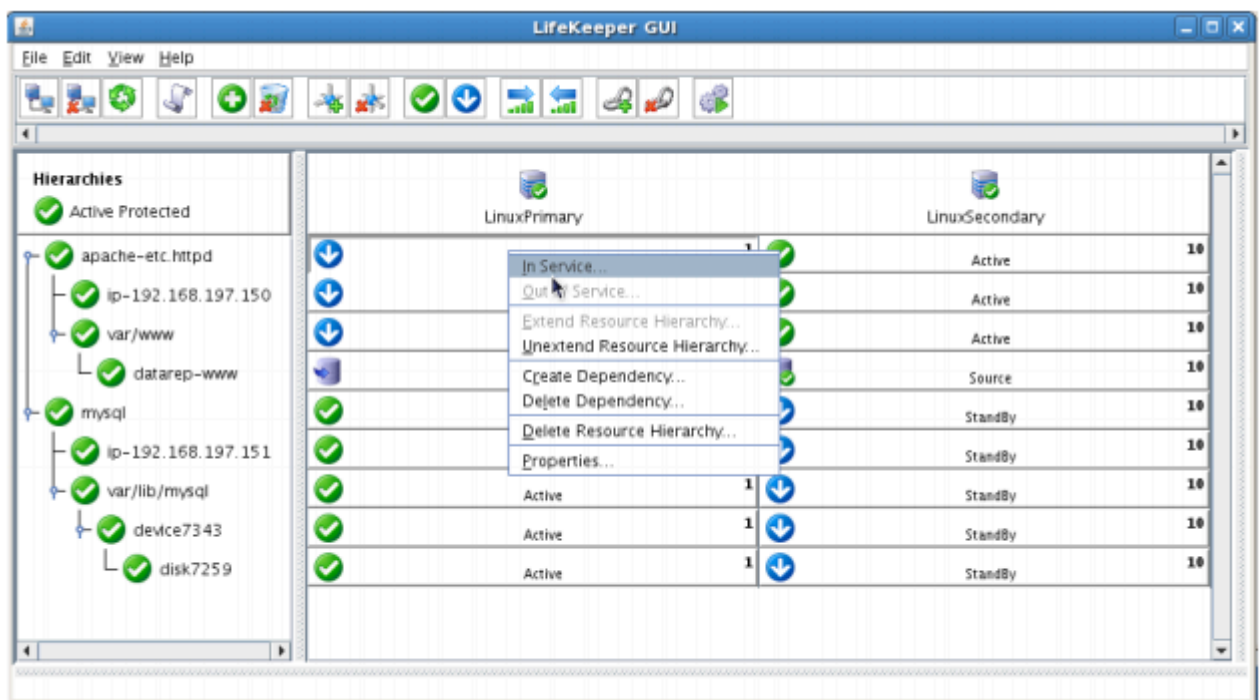 LifeKeeper GUI
File Edit View Help
Hierarchies
Active Protected
LinuxPrimary
LinuxSecondary
apache-etc.httpd
1
Active
10
ip-192.168.197.150
Active
10
var/www
Active
10
datarep-www
Source
10
mysql
StandBy
10
ip-192.168.197.151
StandBy
10
var/lib/mysql
Active
1
StandBy
10
device7343
Active
1
StandBy
10
disk7259
Active
1
StandBy
10
In Service...
Out Service...
Extend Resource Hierarchy...
Unextend Resource Hierarchy...
Create Dependency...
Delete Dependency...
Delete Resource Hierarchy...
Properties...